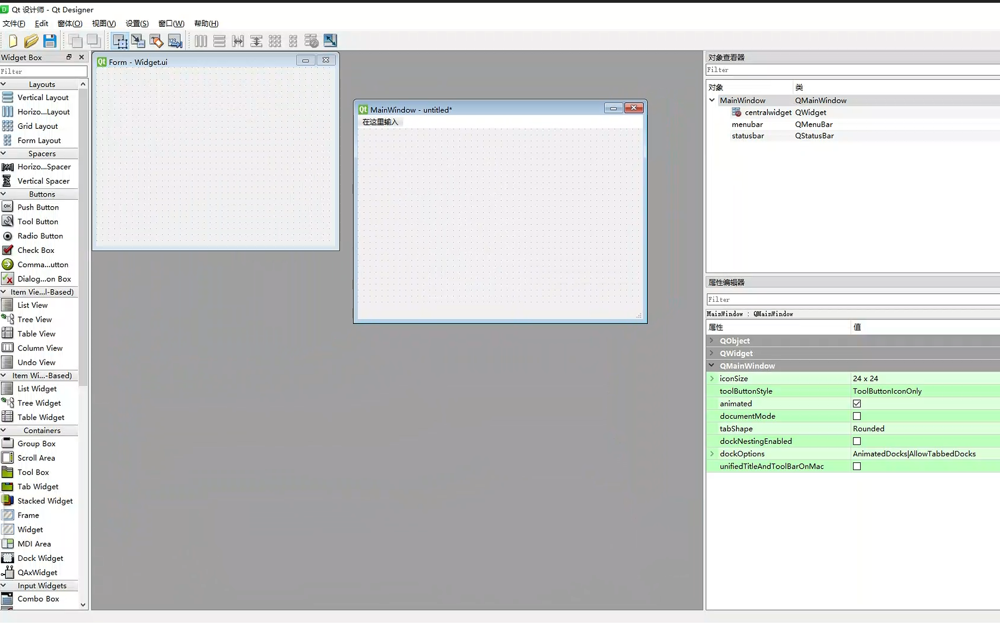 Qt 设计师 - Qt Designer
文件(F) Edit 窗体(O) 视图(V) 设置(S) 窗口(W) 帮助(H)
Widget Box
Filter
Layouts
Vertical Layout
Horizo...Layout
Grid Layout
Form Layout
Spacers
Horizo...Spacer
Vertical Spacer
Buttons
Push Button
Tool Button
Radio Button
Check Box
Comma...utton
Dialog...on Box
Item Vie...l-Based)
List View
Tree View
Table View
Column View
Undo View
Item Wi...-Based)
List Widget
Tree Widget
Table Widget
Containers
Group Box
Scroll Area
Tool Box
Tab Widget
Stacked Widget
Frame
Widget
MDI Area
Dock Widget
QAxWidget
Input Widgets
Combo Box
Form - Widget.ui
MainWindow - untitled*
在这里输入
对象查看器
Filter
对象 类
MainWindow QMainWindow
centralwidget QWidget
menubar QMenuBar
statusbar QStatusBar
属性编辑器
Filter
MainWindow : QMainWindow
属性 值
QObject
QWidget
QMainWindow
iconSize 24 x 24
toolButtonStyle ToolButtonIconOnly
animated
documentMode
tabShape Rounded
dockNestingEnabled
dockOptions AnimatedDocks|AllowTabbedDocks
unifiedTitleAndToolBarOnMac